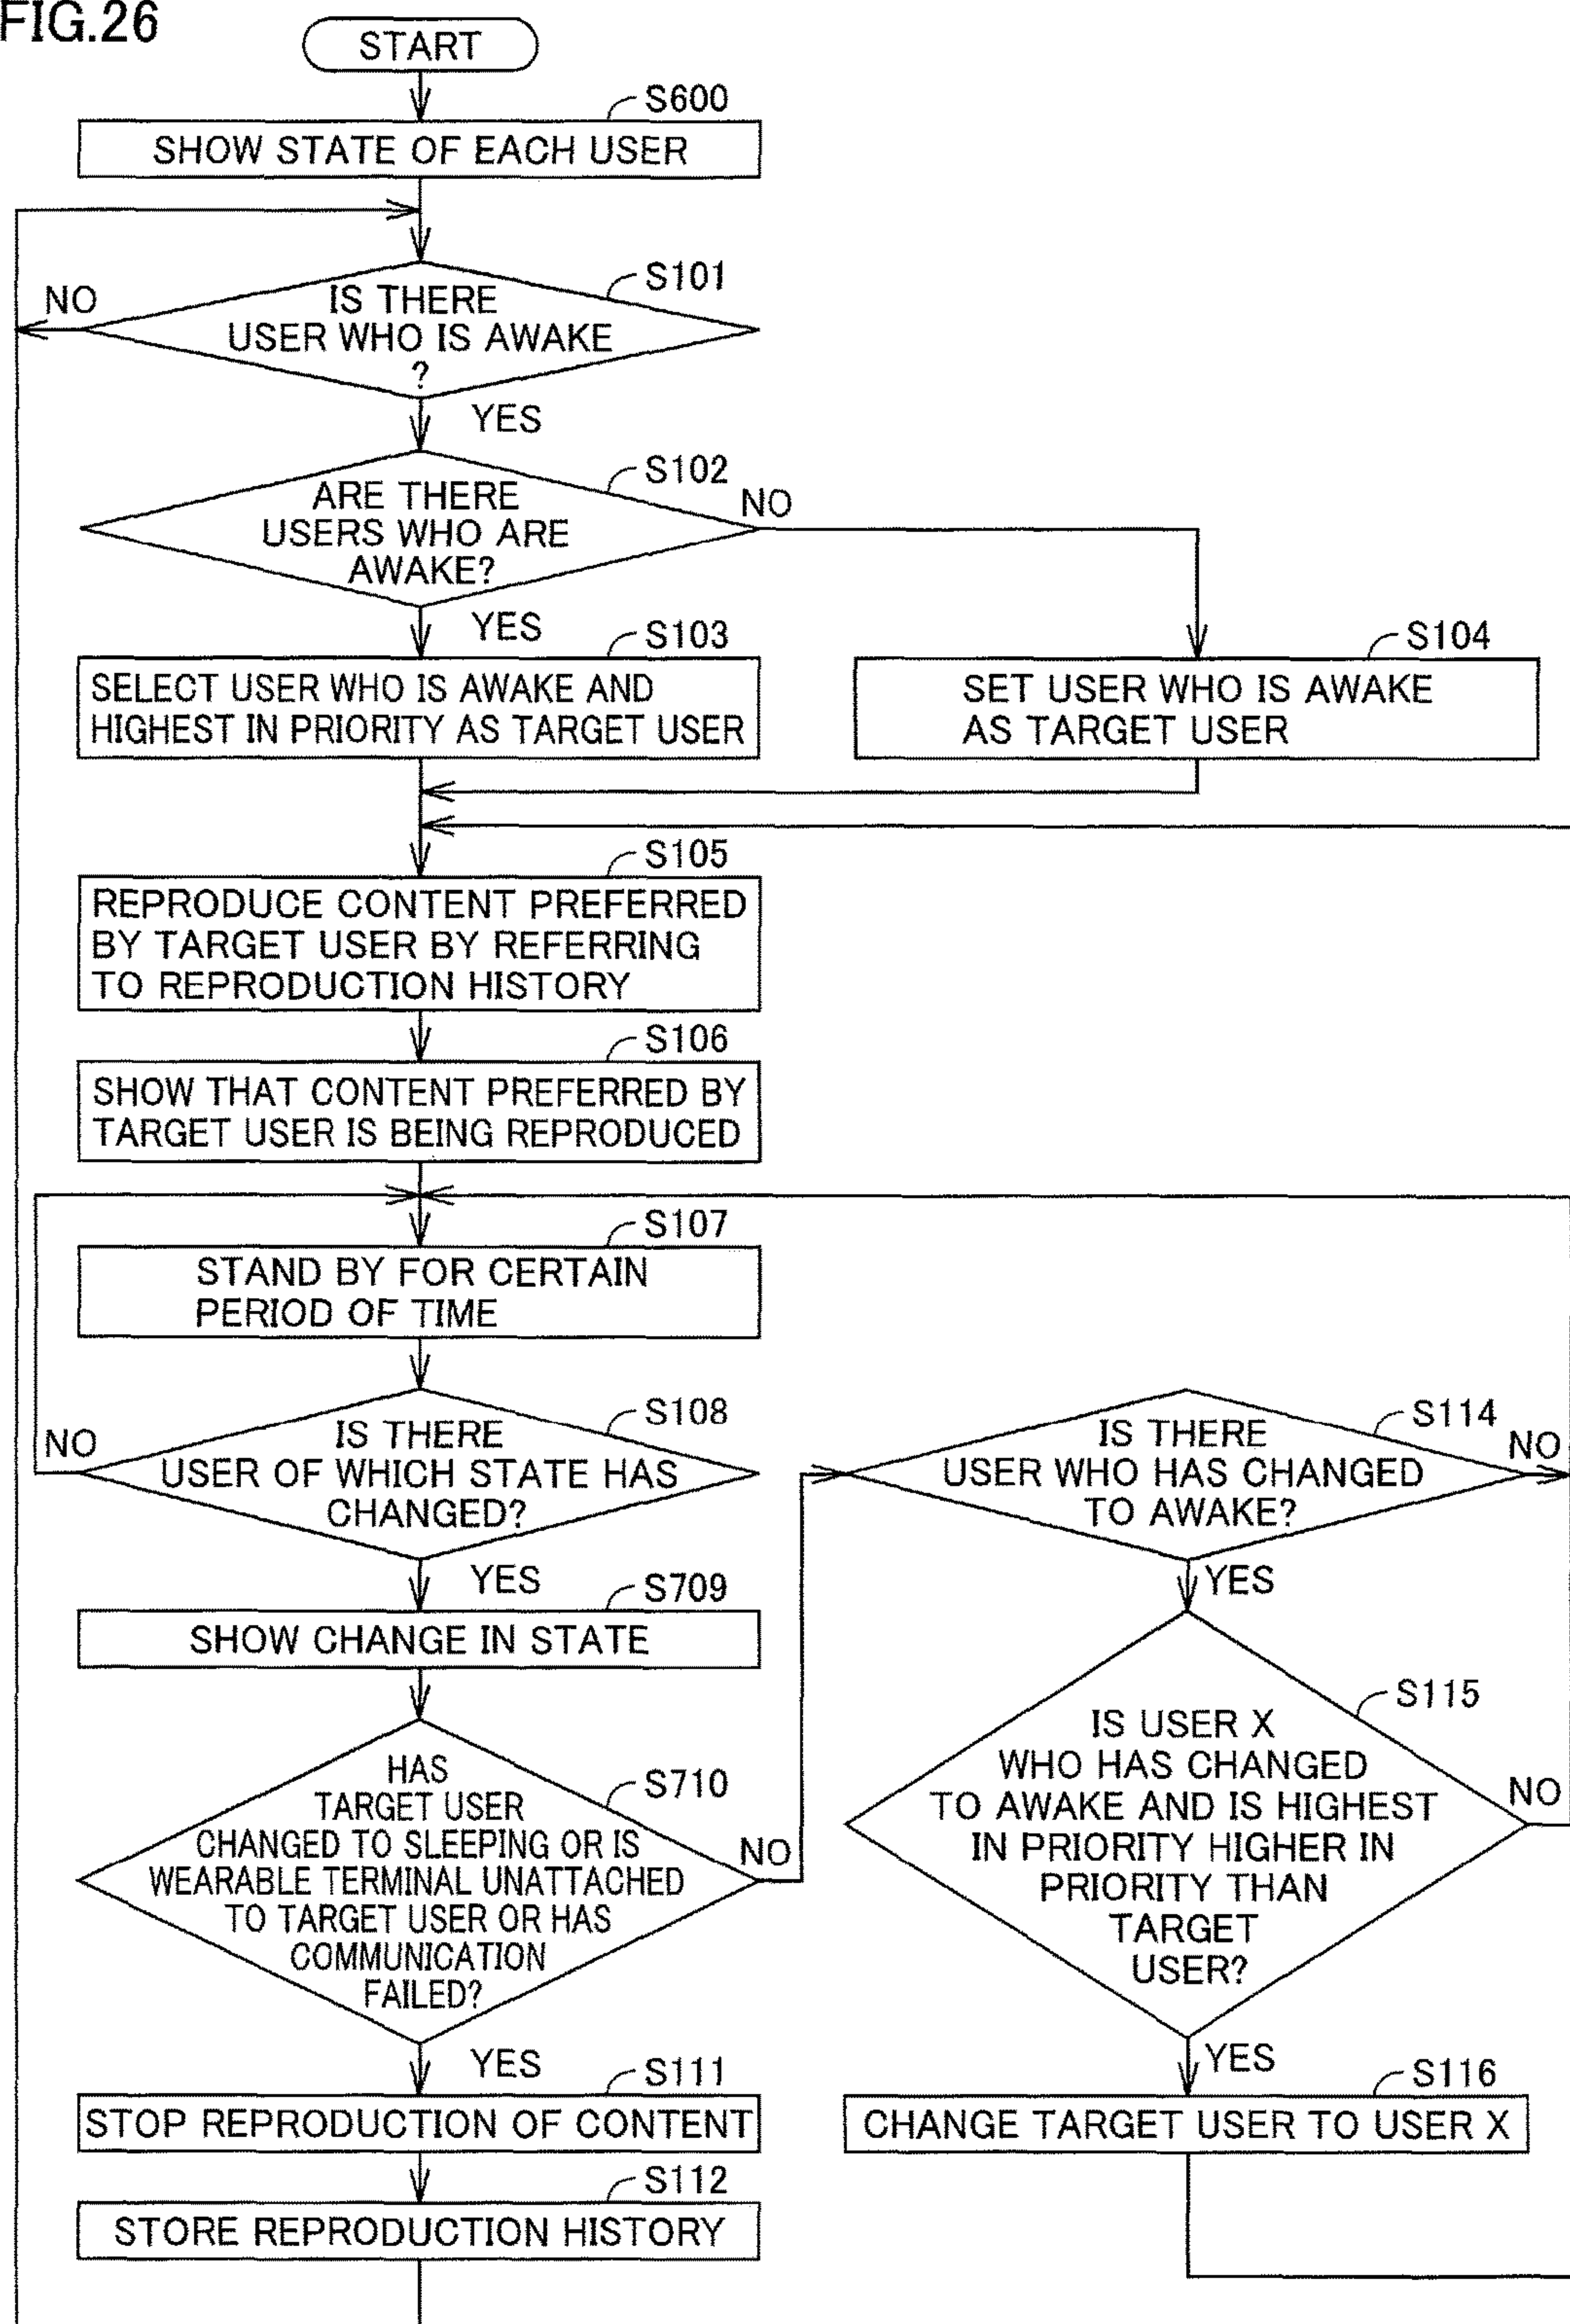 FIG.26
START
S600
SHOW STATE OF EACH USER
S101
NO
IS THERE
USER WHO IS AWAKE
?
YES
S102
ARE THERE
USERS WHO ARE
AWAKE?
NO
YES
S103
SELECT USER WHO IS AWAKE AND
HIGHEST IN PRIORITY AS TARGET USER
S104
SET USER WHO IS AWAKE
AS TARGET USER
S105
REPRODUCE CONTENT PREFERRED
BY TARGET USER BY REFERRING
TO REPRODUCTION HISTORY
S106
SHOW THAT CONTENT PREFERRED BY
TARGET USER IS BEING REPRODUCED
S107
STAND BY FOR CERTAIN
PERIOD OF TIME
S108
NO
IS THERE
USER OF WHICH STATE HAS
CHANGED?
YES
S709
SHOW CHANGE IN STATE
S710
HAS
TARGET USER
CHANGED TO SLEEPING OR IS
WEARABLE TERMINAL UNATTACHED
TO TARGET USER OR HAS
COMMUNICATION
FAILED?
NO
YES
S111
STOP REPRODUCTION OF CONTENT
S112
STORE REPRODUCTION HISTORY
S114
IS THERE
USER WHO HAS CHANGED
TO AWAKE?
NO
YES
S115
IS USER X
WHO HAS CHANGED
TO AWAKE AND IS HIGHEST
IN PRIORITY HIGHER IN
PRIORITY THAN
TARGET
USER?
NO
YES
S116
CHANGE TARGET USER TO USER X